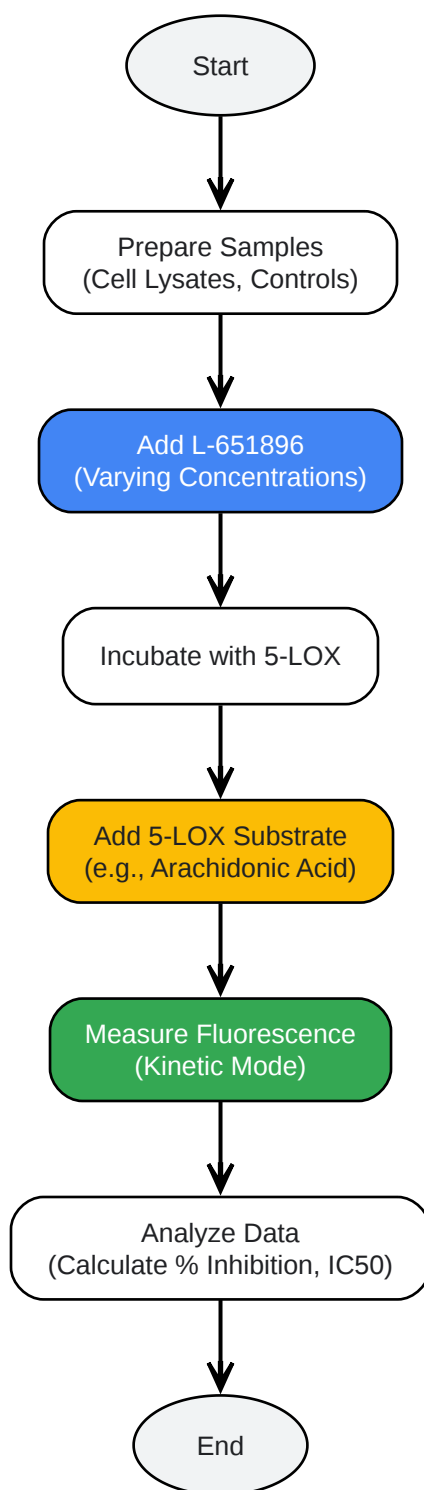 Start
Prepare Samples
(Cell Lysates, Controls)
Add L-651896
(Varying Concentrations)
Incubate with 5-LOX
Add 5-LOX Substrate
(e.g., Arachidonic Acid)
Measure Fluorescence
(Kinetic Mode)
Analyze Data
(Calculate % Inhibition, IC50)
End